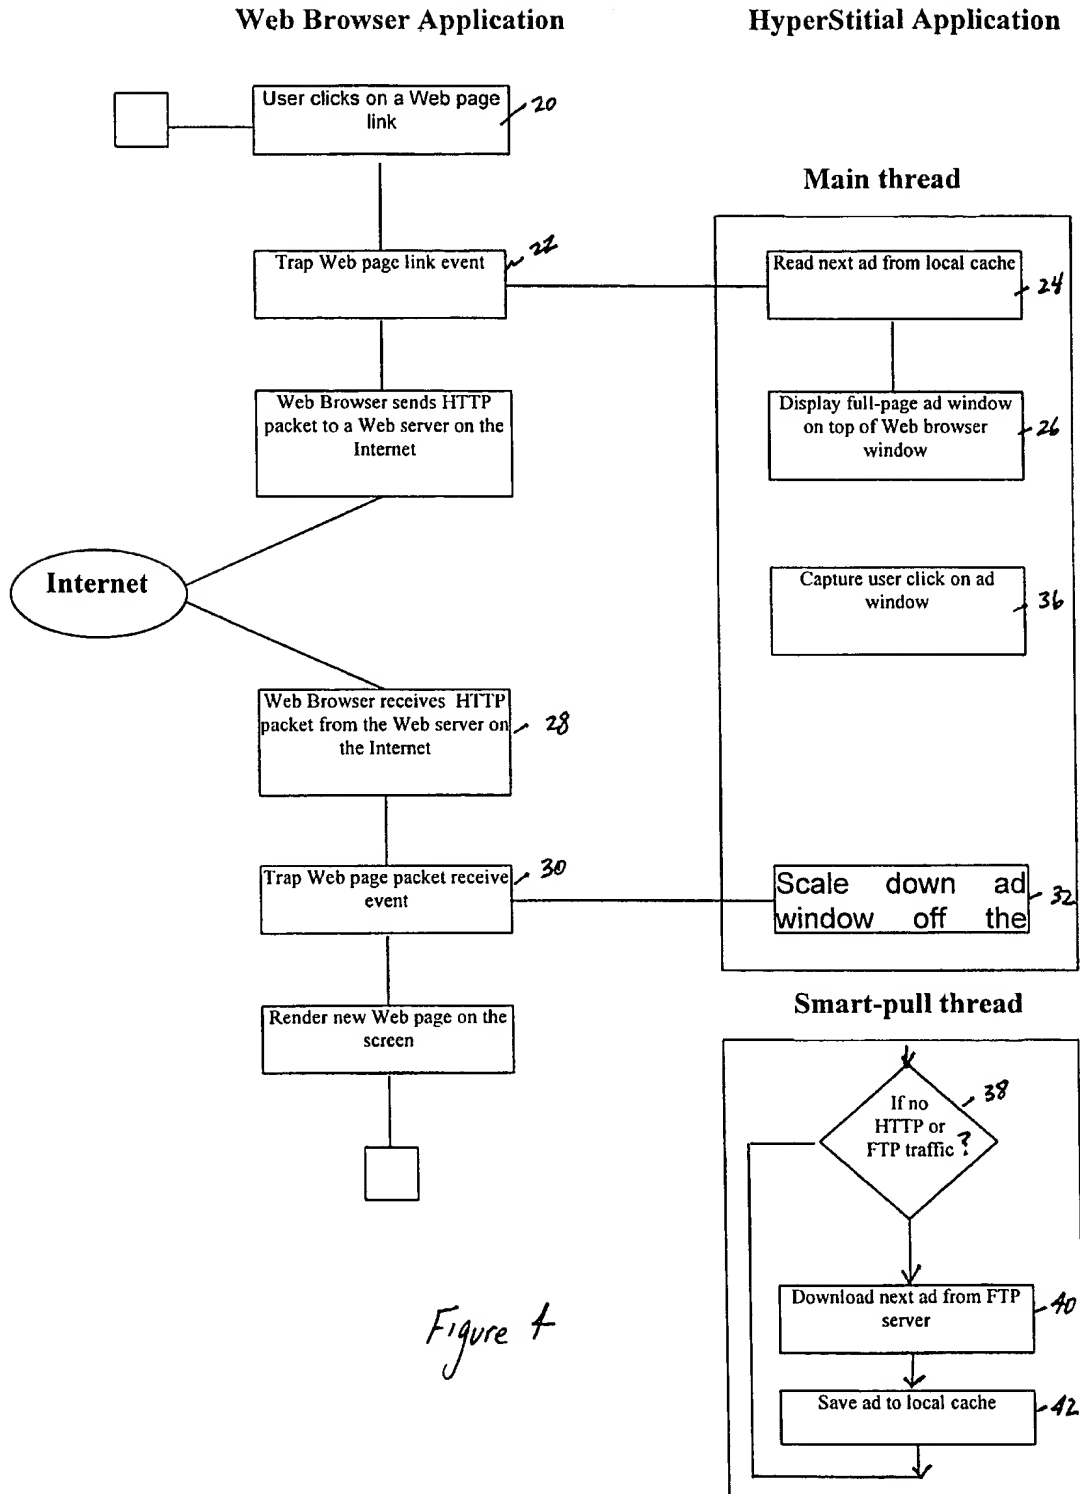 Web Browser Application
HyperStitial Application
User clicks on a Web page
link
20
Main thread
Trap Web page link event
22
Read next ad from local cache
24
Web Browser sends HTTP
packet to a Web server on the
Internet
Display full-page ad window
on top of Web browser
window
26
Internet
Capture user click on ad
window
36
Web Browser receives HTTP
packet from the Web server on
the Internet
28
Trap Web page packet receive
event
30
Scale down ad
window off the
32
Render new Web page on the
screen
Smart-pull thread
If no
HTTP or
FTP traffic ?
38
Download next ad from FTP
server
40
Save ad to local cache
42
Figure 4